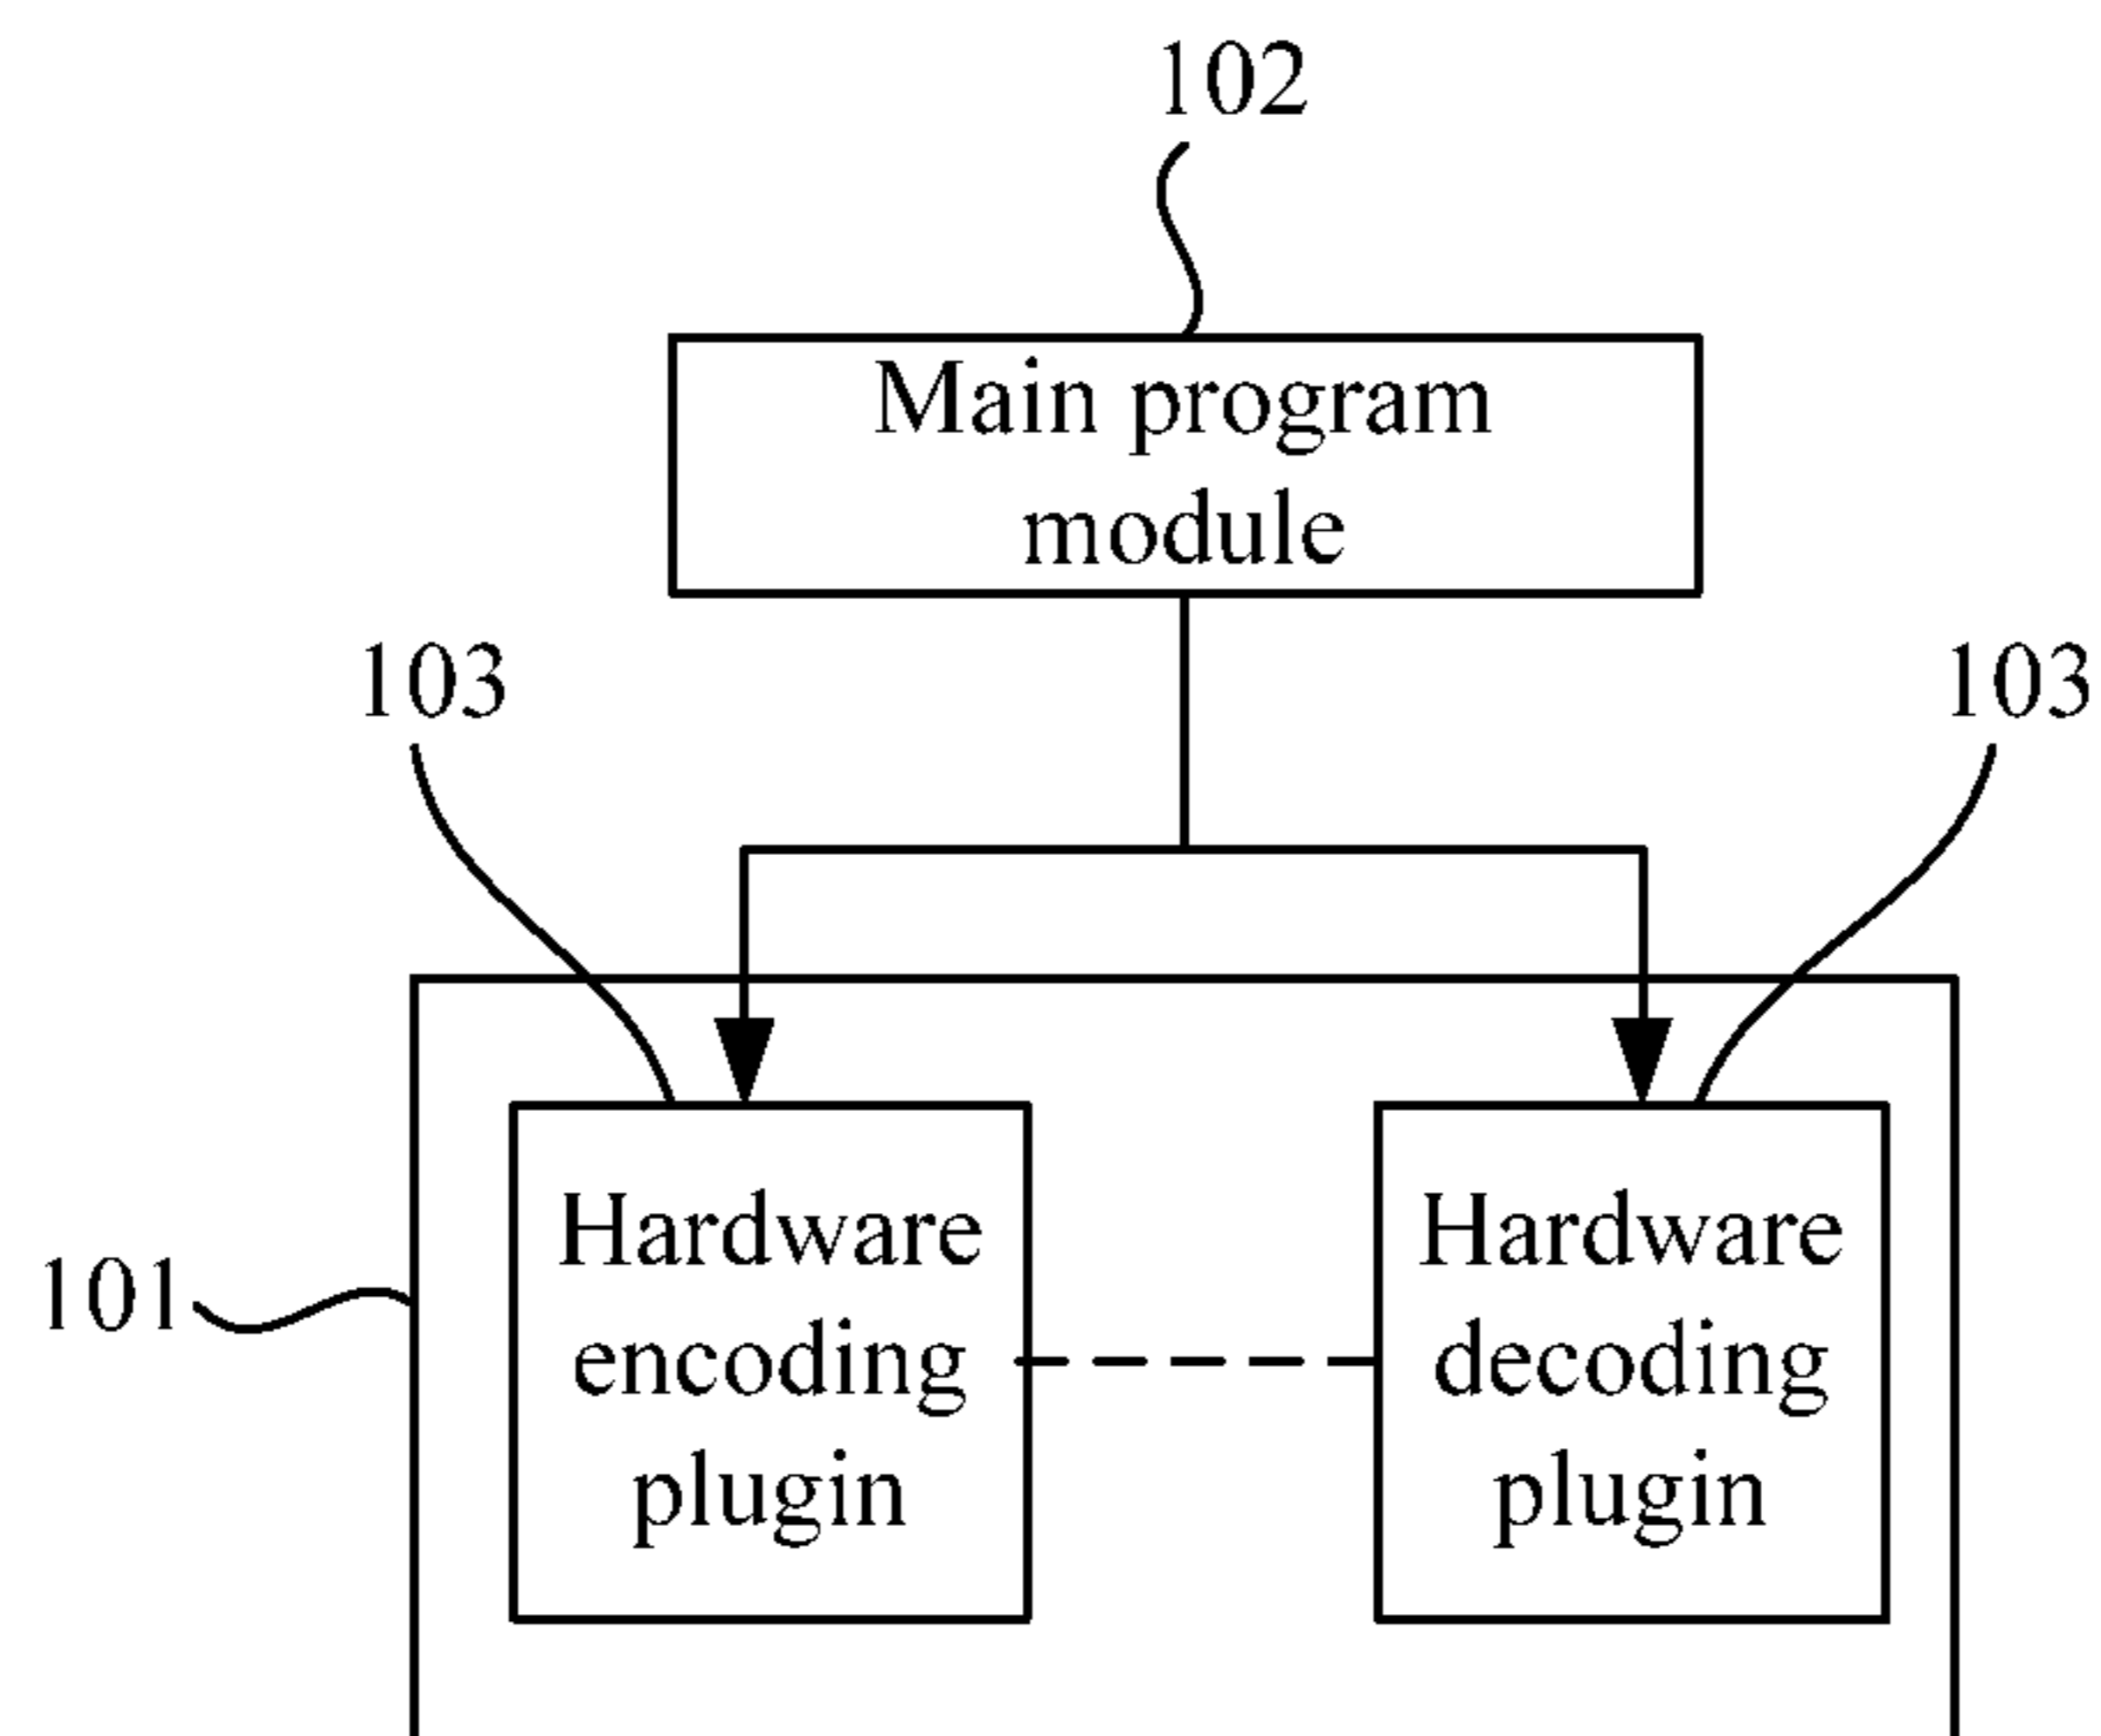 102
Main program
module
103
103
Hardware
encoding
plugin
Hardware
decoding
plugin
101